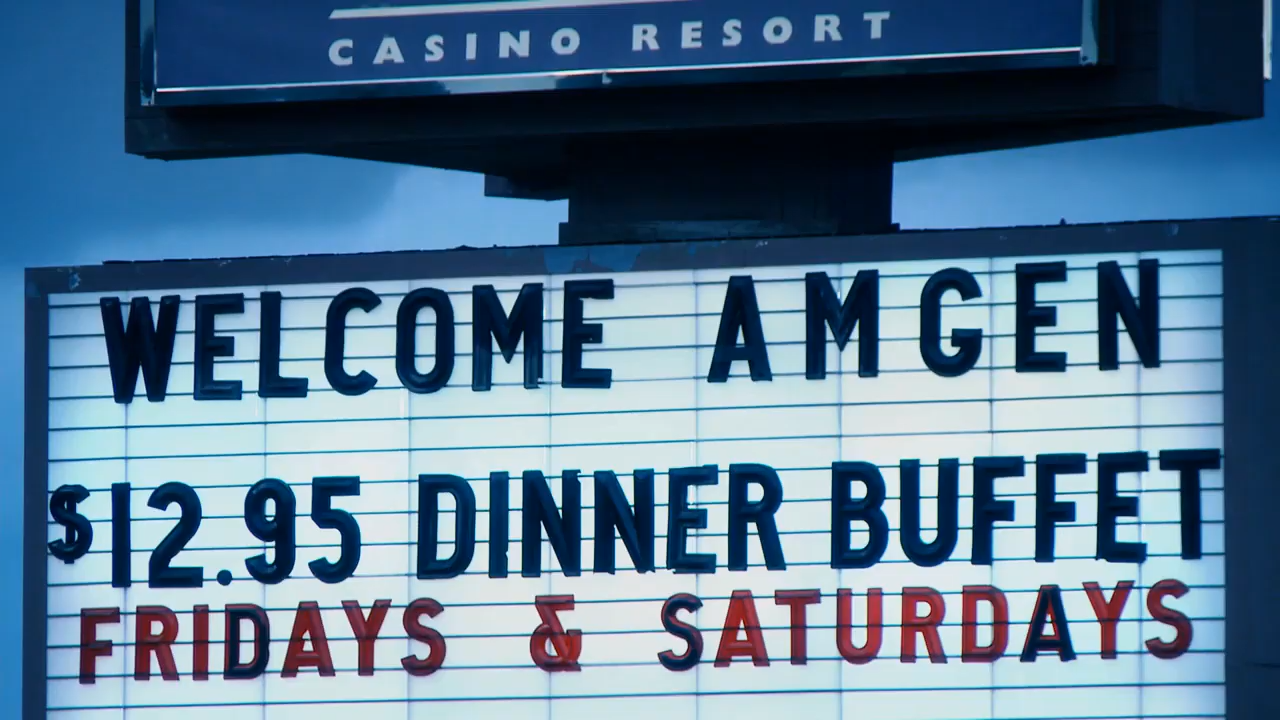 CASINO RESORT
WELCOME AMGEN
$12.95 DINNER BUFFET
FRIDAYS & SATURDAYS